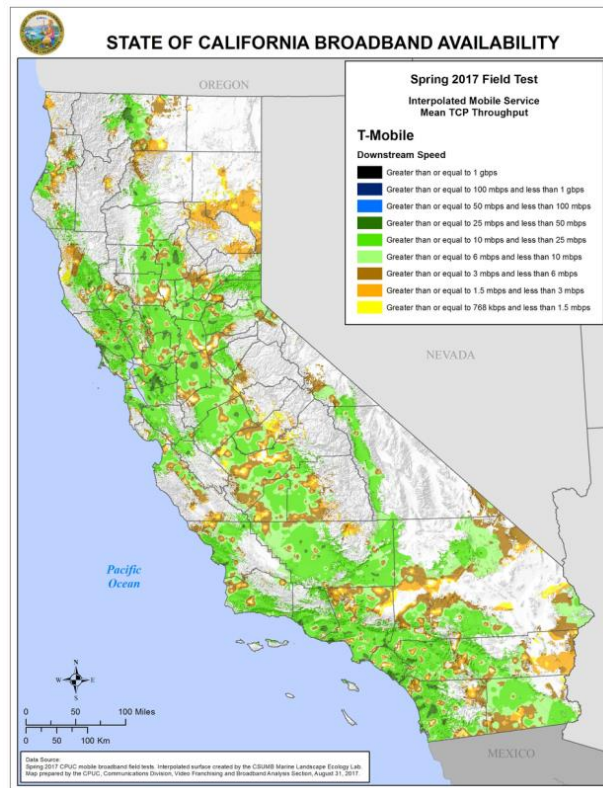 STATE OF CALIFORNIA BROADBAND AVAILABILITY
OREGON
Spring 2017 Field Test
Interpolated Mobile Service
Mean TCP Throughput
T-Mobile
Downstream Speed
Greater than or equal to 1 gbps
Greater than or equal to 100 mbps and less than 1 gbps
Greater than or equal to 50 mbps and less than 100 mbps
Greater than or equal to 25 mbps and less than 50 mbps
Greater than or equal to 10 mbps and less than 25 mbps
Greater than or equal to 6 mbps and less than 10 mbps
Greater than or equal to 3 mbps and less than 6 mbps
Greater than or equal to 1.5 mbps and less than 3 mbps
Greater than or equal to 768 kbps and less than 1.5 mbps
NEVADA
Pacific
Ocean
N
W E
S
0 50 100 Miles
0 50 100 Km
MEXICO
Data Source:
Spring 2017 CPUC mobile broadband field tests. Interpolated surface created by the CSUMB Marine Landscape Ecology Lab.
Map prepared by the CPUC, Communications Division, Video Franchising and Broadband Analysis Section, August 31, 2017.